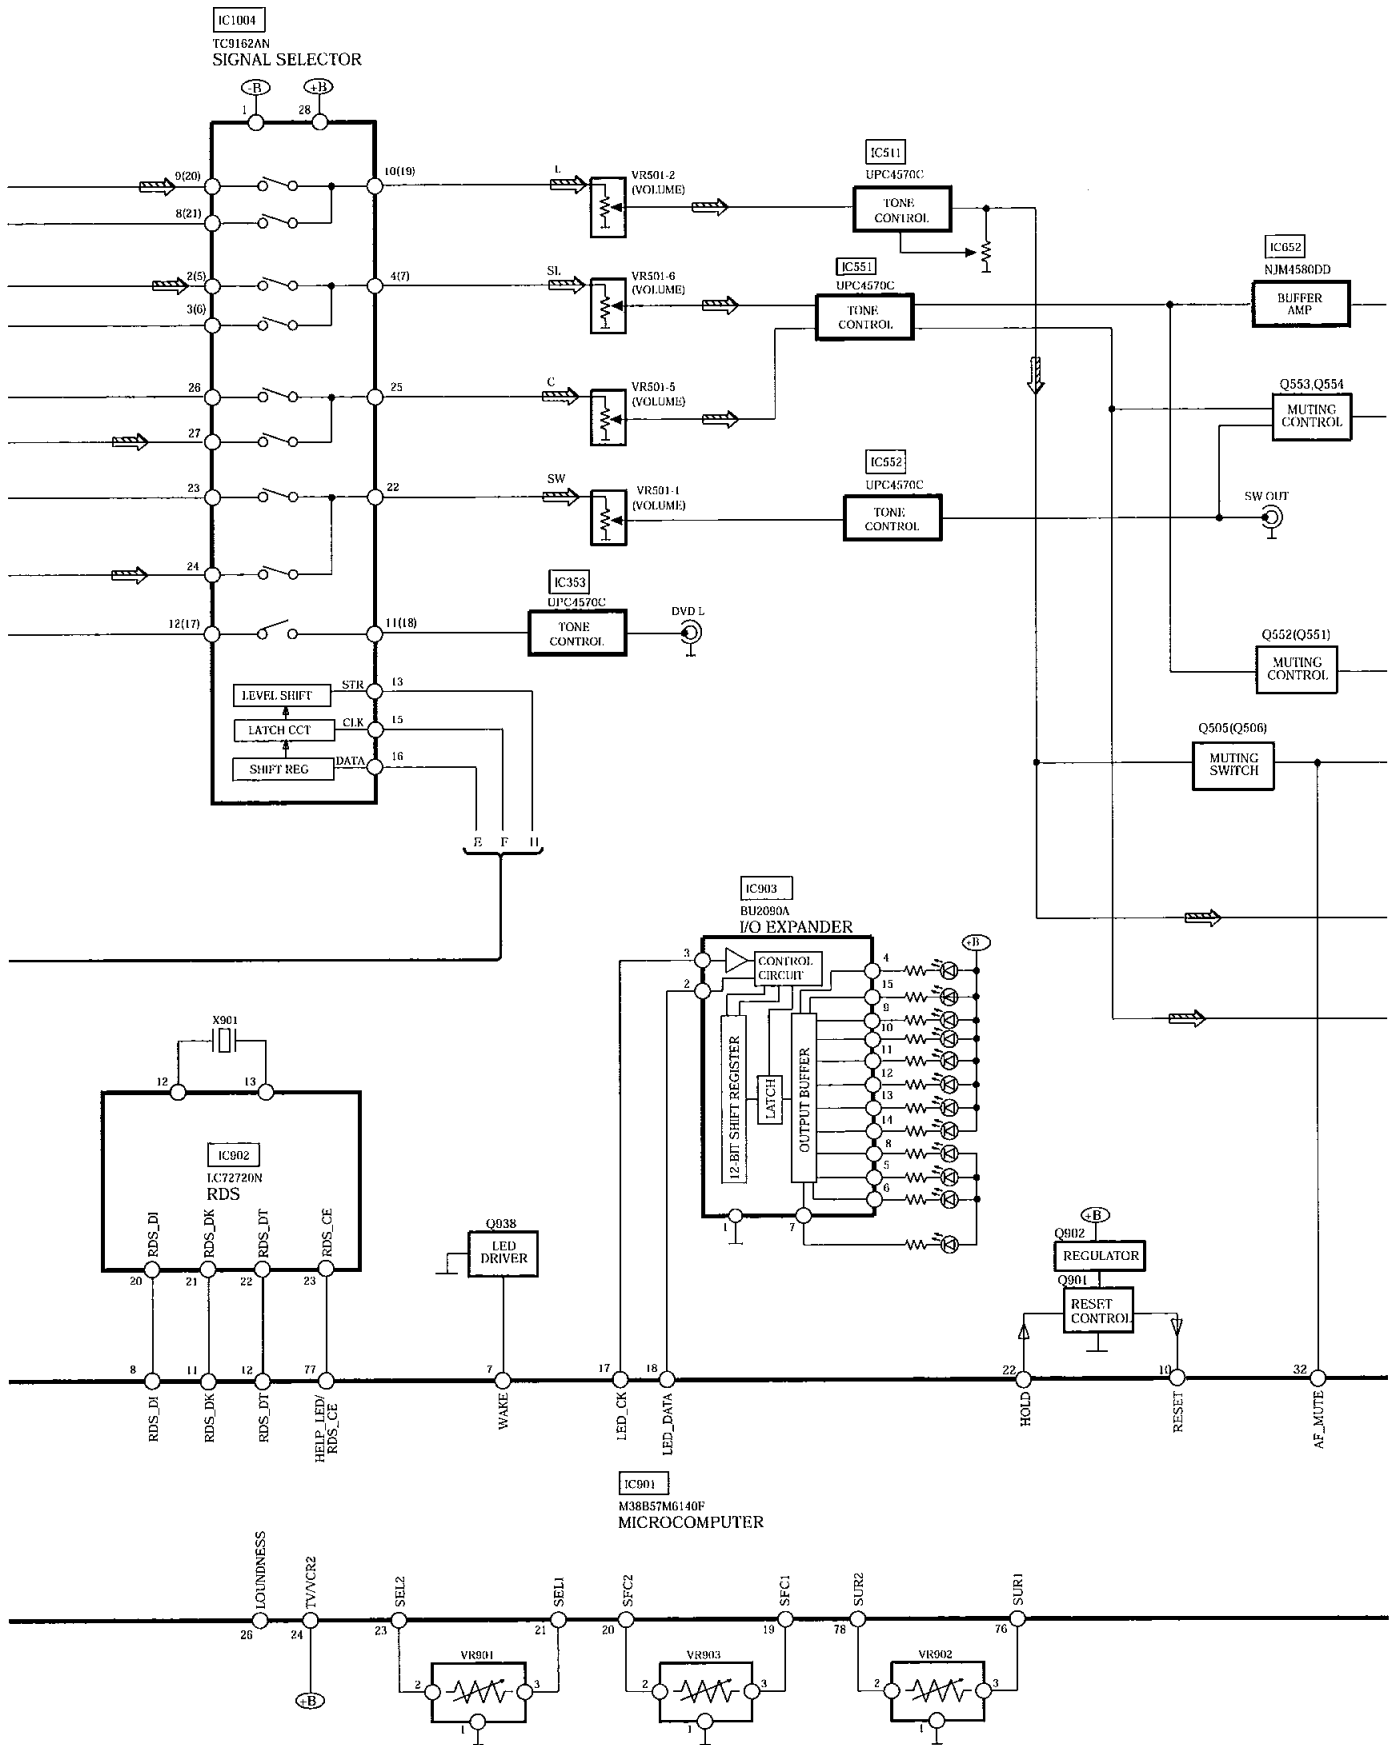 IC1004
TC9162AN
SIGNAL SELECTOR
-B
+B
1
28
9(20)
10(19)
8(21)
2(5)
4(7)
3(6)
26
25
27
23
22
24
12(17)
11(18)
LEVEL SHIFT
STR
13
LATCH CCT
CLK
15
SHIFT REG
DATA
16
E F H
L
VR501-2
(VOLUME)
IC511
UPC4570C
TONE
CONTROL
SL
VR501-6
(VOLUME)
IC551
UPC4570C
TONE
CONTROL
IC652
NJM4580DD
BUFFER
AMP
C
VR501-5
(VOLUME)
Q553,Q554
MUTING
CONTROL
SW
VR501-1
(VOLUME)
IC552
UPC4570C
TONE
CONTROL
SW OUT
IC353
UPC4570C
TONE
CONTROL
DVD L
Q552(Q551)
MUTING
CONTROL
Q505(Q506)
MUTING
SWITCH
IC903
BU2090A
I/O EXPANDER
3
2
CONTROL
CIRCUIT
12-BIT SHIFT REGISTER
LATCH
OUTPUT BUFFER
+B
4
15
9
10
11
12
13
14
8
5
6
1
7
X901
12
13
IC902
LC72720N
RDS
RDS_DI
RDS_DK
RDS_DT
RDS_CE
20
21
22
23
Q938
LED
DRIVER
+B
Q902
REGULATOR
Q901
RESET
CONTROL
8
11
12
77
7
17
18
22
10
32
RDS_DI
RDS_DK
RDS_DT
HELP_LED/
RDS_CE
WAKE
LED_CK
LED_DATA
HOLD
RESET
AF_MUTE
IC901
M38B57M6140F
MICROCOMPUTER
LOUNDNESS
TV/VCR2
SEL2
SEL1
SFC2
SFC1
SUR2
SUR1
26
24
23
21
20
19
78
76
+B
VR901
2
3
1
VR903
2
3
1
VR902
2
3
1